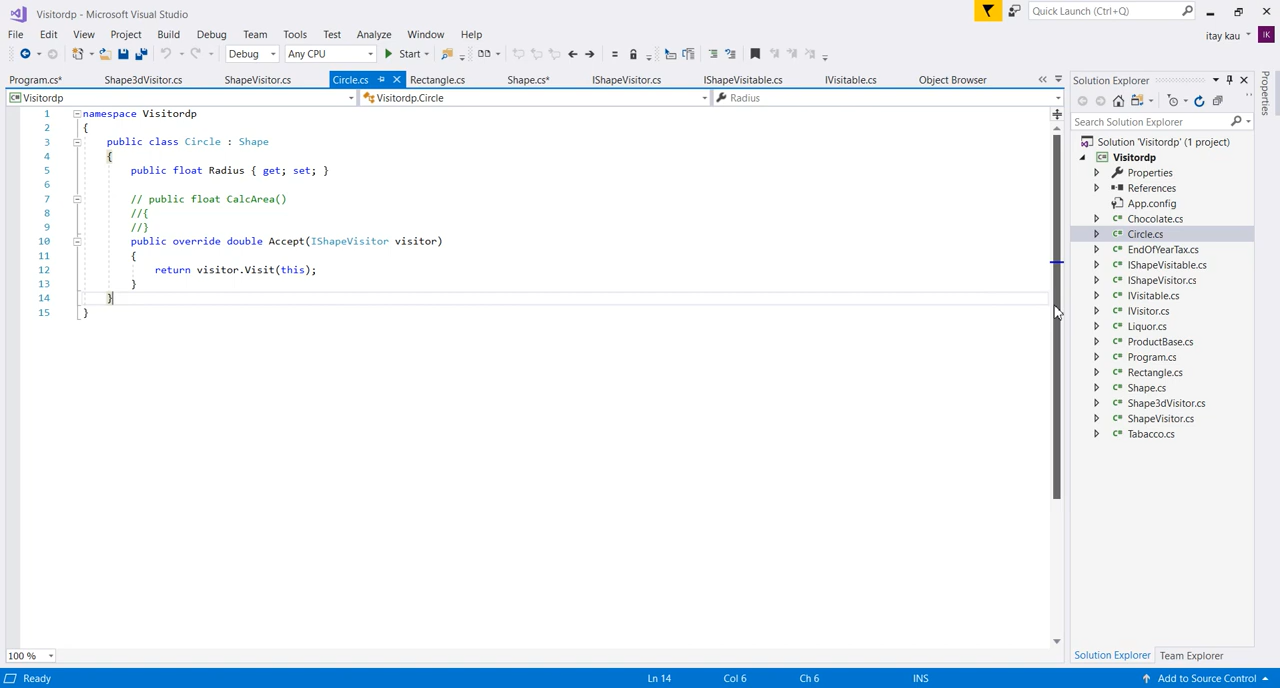 Visitordp - Microsoft Visual Studio
Quick Launch (Ctrl+Q)
File Edit View Project Build Debug Team Tools Test Analyze Window Help
itay kau IK
Debug Any CPU Start
Program.cs* Shape3dVisitor.cs ShapeVisitor.cs Circle.cs Rectangle.cs Shape.cs* IShapeVisitor.cs IShapeVisitable.cs IVisitable.cs Object Browser
Visitordp Visitordp.Circle Radius
1 namespace Visitordp
2 {
3 public class Circle : Shape
4 {
5 public float Radius { get; set; }
6
7 // public float CalcArea()
8 //{
9 //}
10 public override double Accept(IShapeVisitor visitor)
11 {
12 return visitor.Visit(this);
13 }
14 }
15 }
100 %
Solution Explorer
Search Solution Explorer
Solution 'Visitordp' (1 project)
Visitordp
Properties
References
App.config
Chocolate.cs
Circle.cs
EndOfYearTax.cs
IShapeVisitable.cs
IShapeVisitor.cs
IVisitable.cs
IVisitor.cs
Liquor.cs
ProductBase.cs
Program.cs
Rectangle.cs
Shape.cs
Shape3dVisitor.cs
ShapeVisitor.cs
Tabacco.cs
Solution Explorer Team Explorer
Properties
Ready Ln 14 Col 6 Ch 6 INS Add to Source Control